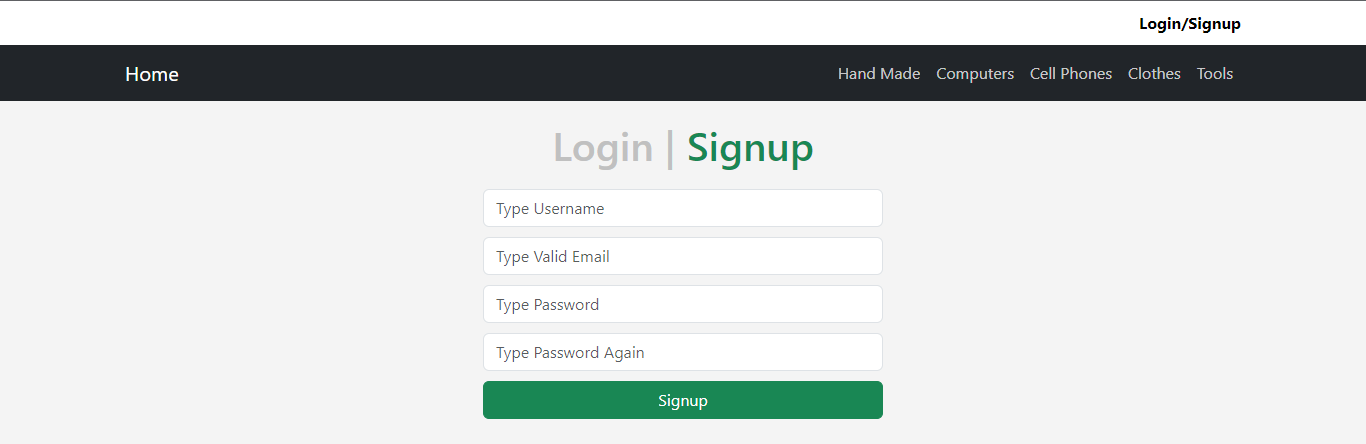 Login/Signup
Home Hand Made Computers Cell Phones Clothes Tools
Login | Signup
Type Username
Type Valid Email
Type Password
Type Password Again
Signup